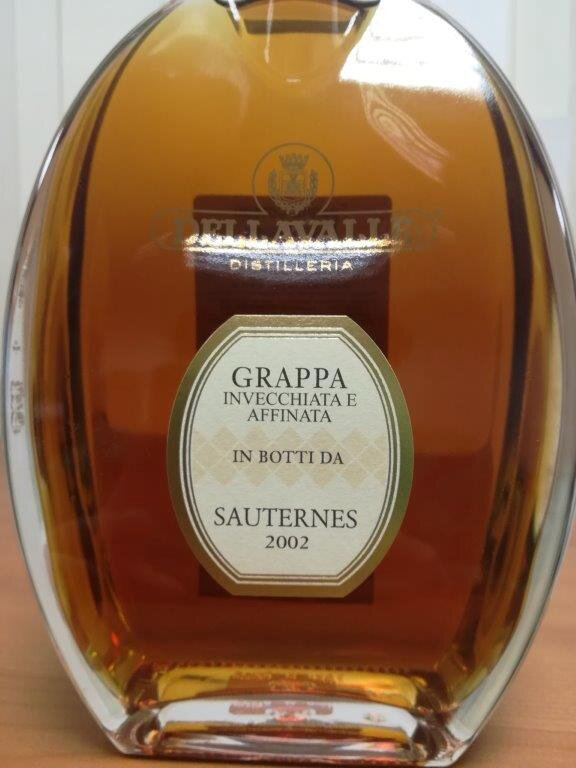 DELLAVALLE
DISTILLERIA
GRAPPA
INVECCHIATA E
AFFINATA
IN BOTTI DA
SAUTERNES
2002